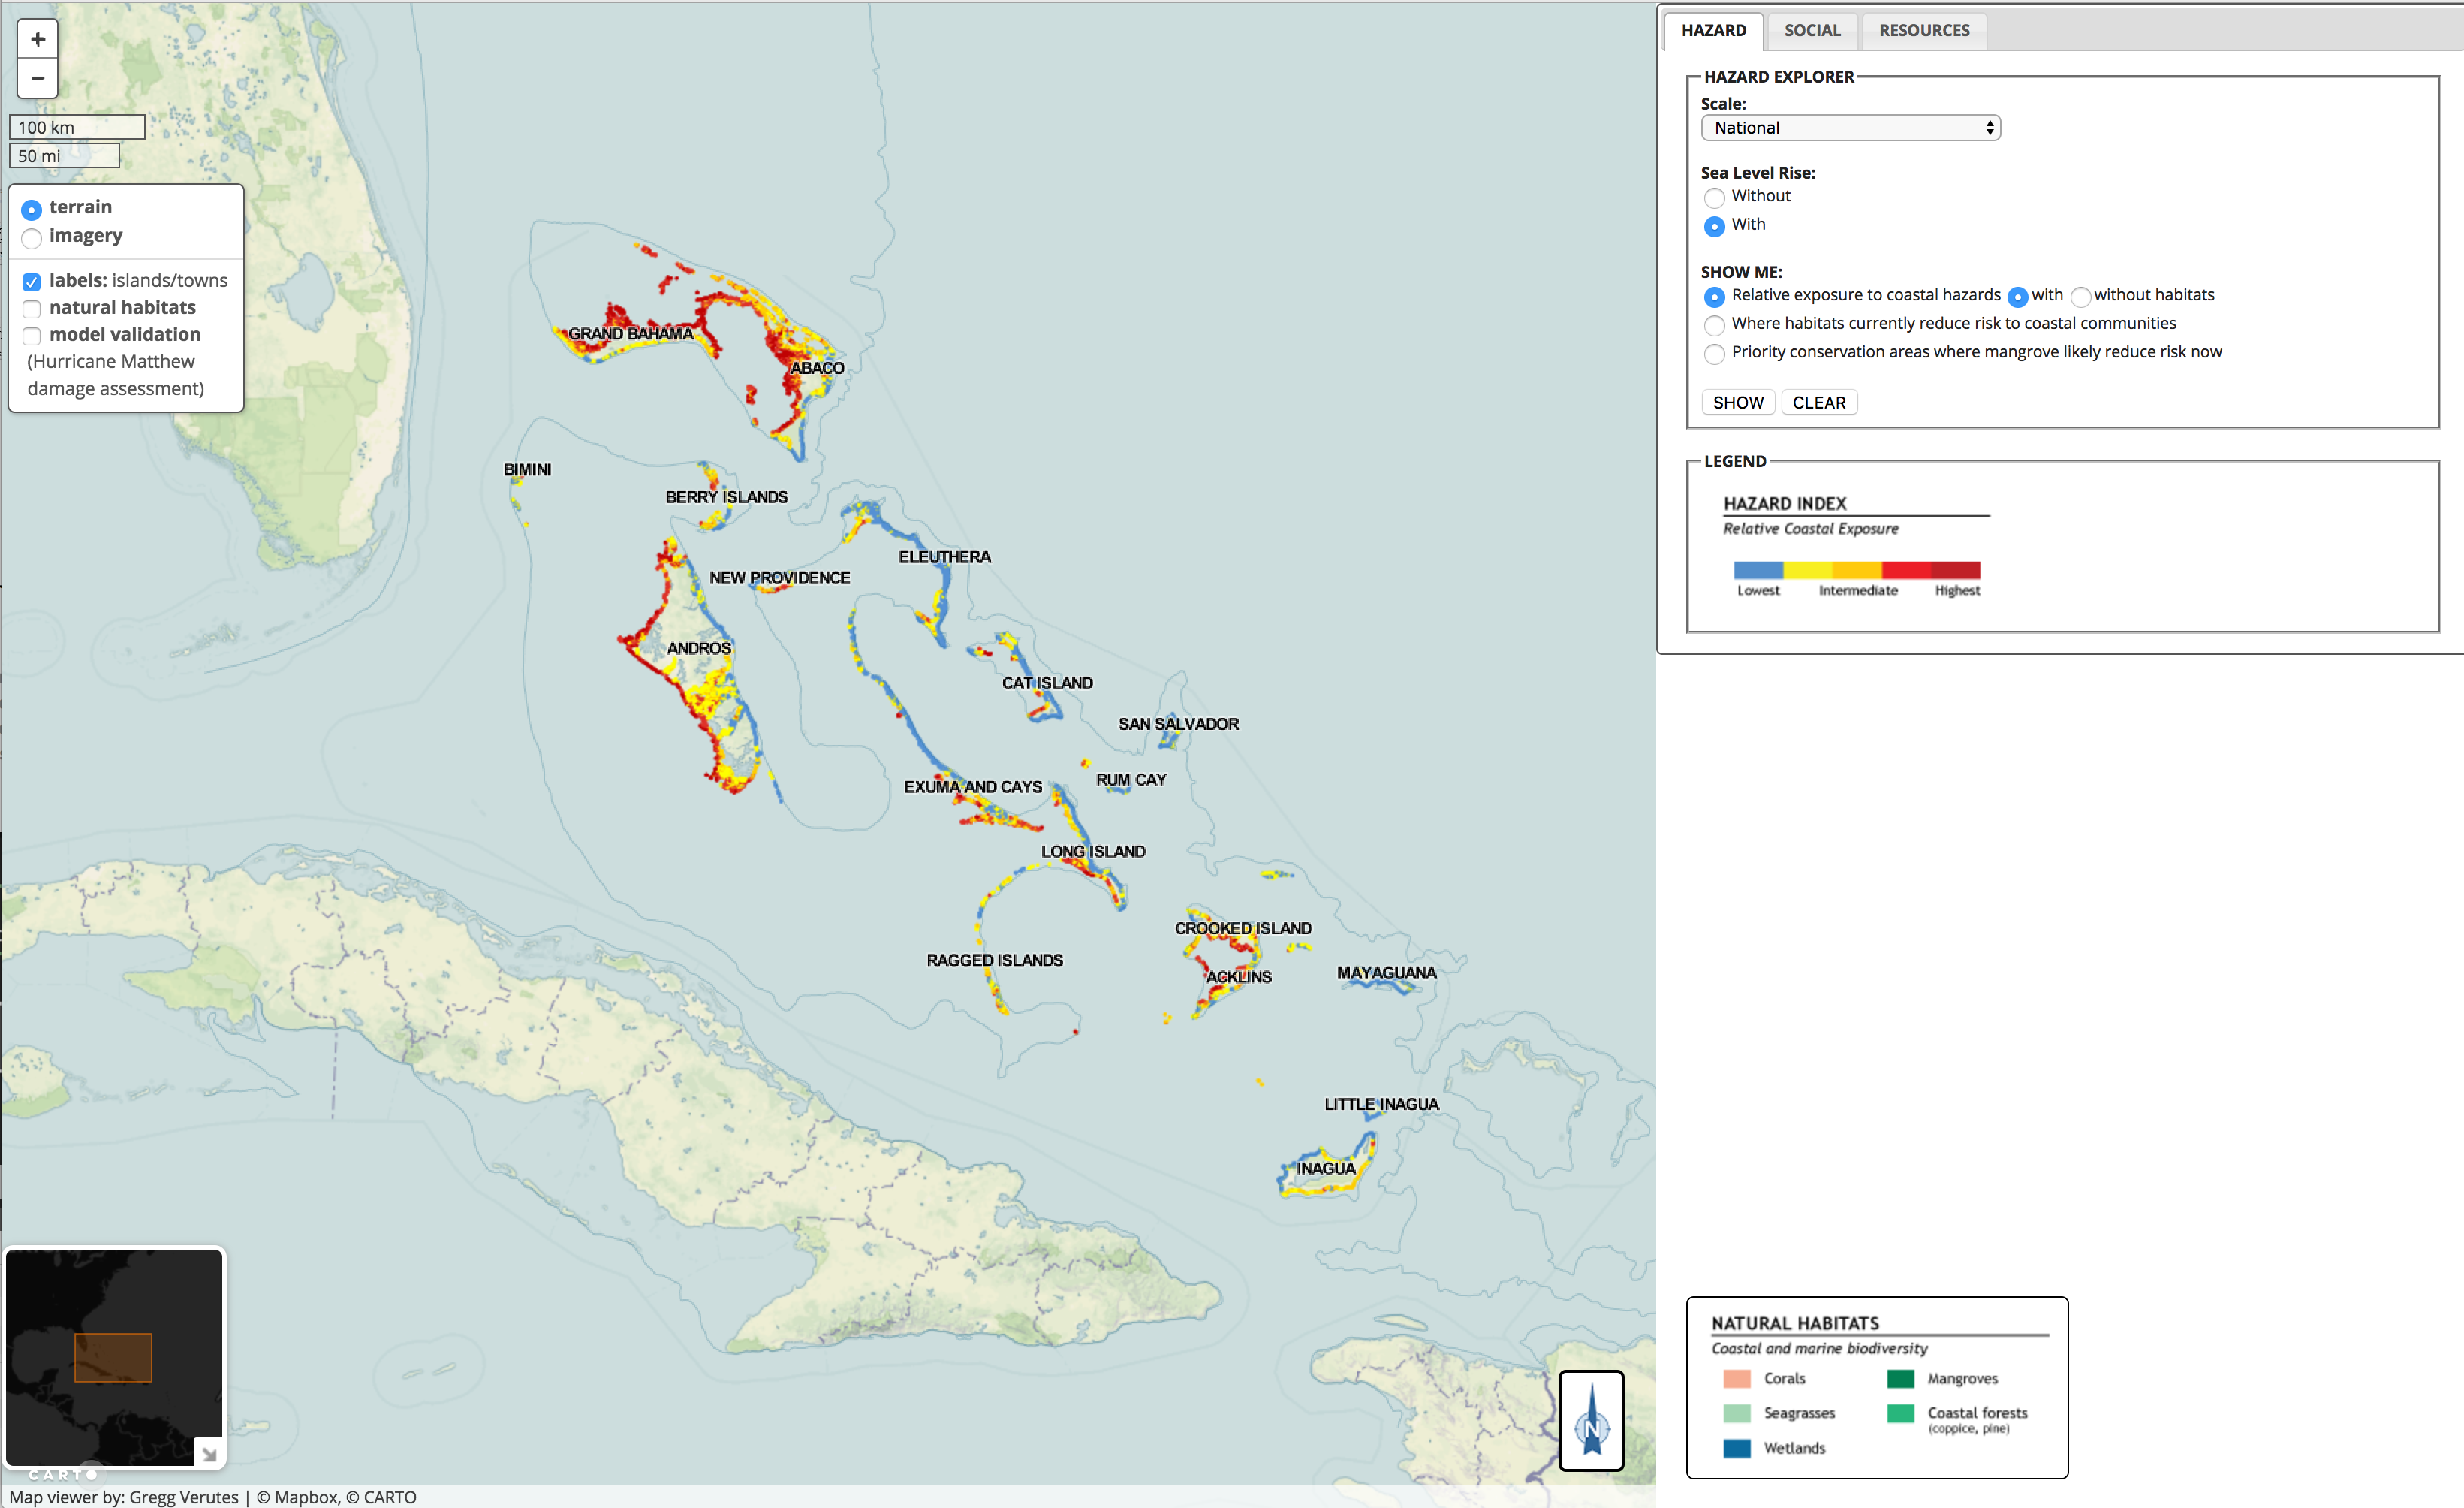 +
−
100 km
50 mi
terrain
imagery
labels: islands/towns
natural habitats
model validation
(Hurricane Matthew
damage assessment)
GRAND BAHAMA
ABACO
BIMINI
BERRY ISLANDS
ELEUTHERA
NEW PROVIDENCE
ANDROS
CAT ISLAND
SAN SALVADOR
RUM CAY
EXUMA AND CAYS
LONG ISLAND
CROOKED ISLAND
RAGGED ISLANDS
ACKLINS
MAYAGUANA
LITTLE INAGUA
INAGUA
N
CARTO
Map viewer by: Gregg Verutes | © Mapbox, © CARTO
HAZARD SOCIAL RESOURCES
HAZARD EXPLORER
Scale:
National
Sea Level Rise:
Without
With
SHOW ME:
Relative exposure to coastal hazards with without habitats
Where habitats currently reduce risk to coastal communities
Priority conservation areas where mangrove likely reduce risk now
SHOW CLEAR
LEGEND
HAZARD INDEX
Relative Coastal Exposure
Lowest Intermediate Highest
NATURAL HABITATS
Coastal and marine biodiversity
Corals Mangroves
Seagrasses Coastal forests
(coppice, pine)
Wetlands